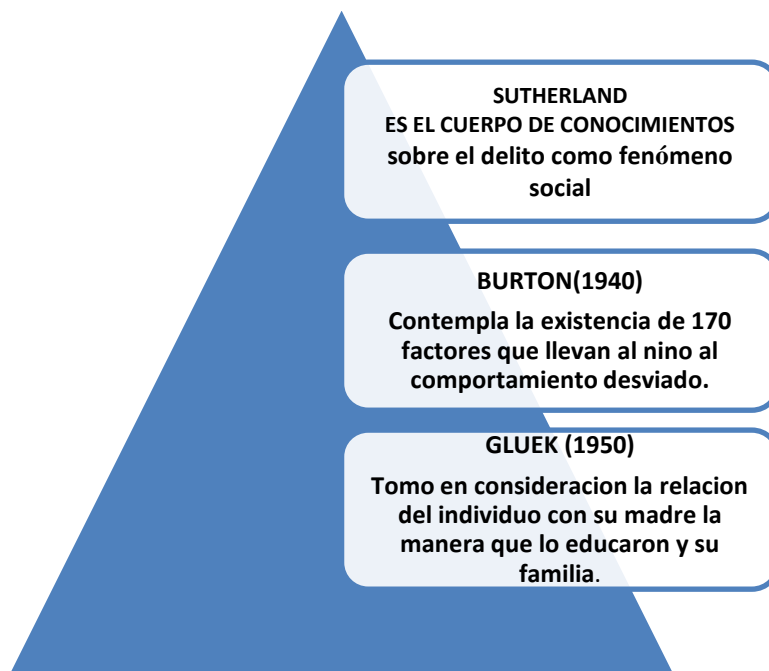 SUTHERLAND
ES EL CUERPO DE CONOCIMIENTOS
sobre el delito como fenómeno
social
BURTON(1940)
Contempla la existencia de 170
factores que llevan al nino al
comportamiento desviado.
GLUEK (1950)
Tomo en consideracion la relacion
del individuo con su madre la
manera que lo educaron y su
familia.